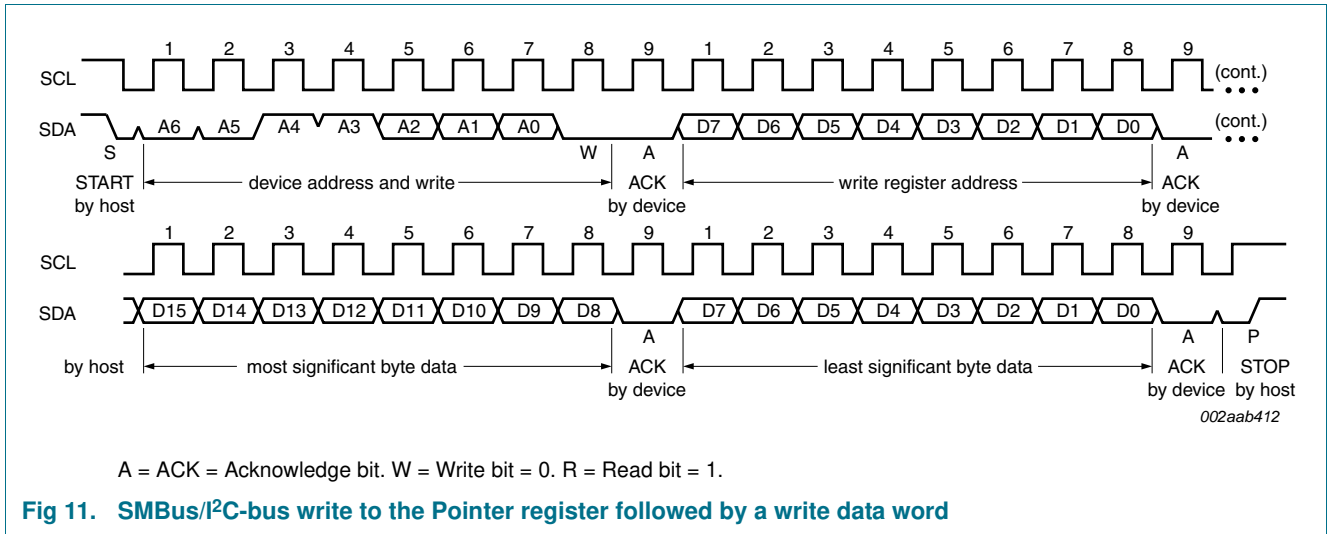 1 2 3 4 5 6 7 8 9 1 2 3 4 5 6 7 8 9
SCL (cont.)
SDA A6 A5 A4 A3 A2 A1 A0 D7 D6 D5 D4 D3 D2 D1 D0 (cont.)
S W A A
START device address and write ACK write register address ACK
by host by device by device
1 2 3 4 5 6 7 8 9 1 2 3 4 5 6 7 8 9
SCL
SDA D15 D14 D13 D12 D11 D10 D9 D8 D7 D6 D5 D4 D3 D2 D1 D0
A A P
by host most significant byte data ACK least significant byte data ACK STOP
by device by device by host
002aab412
A = ACK = Acknowledge bit. W = Write bit = 0. R = Read bit = 1.
Fig 11. SMBus/I²C-bus write to the Pointer register followed by a write data word